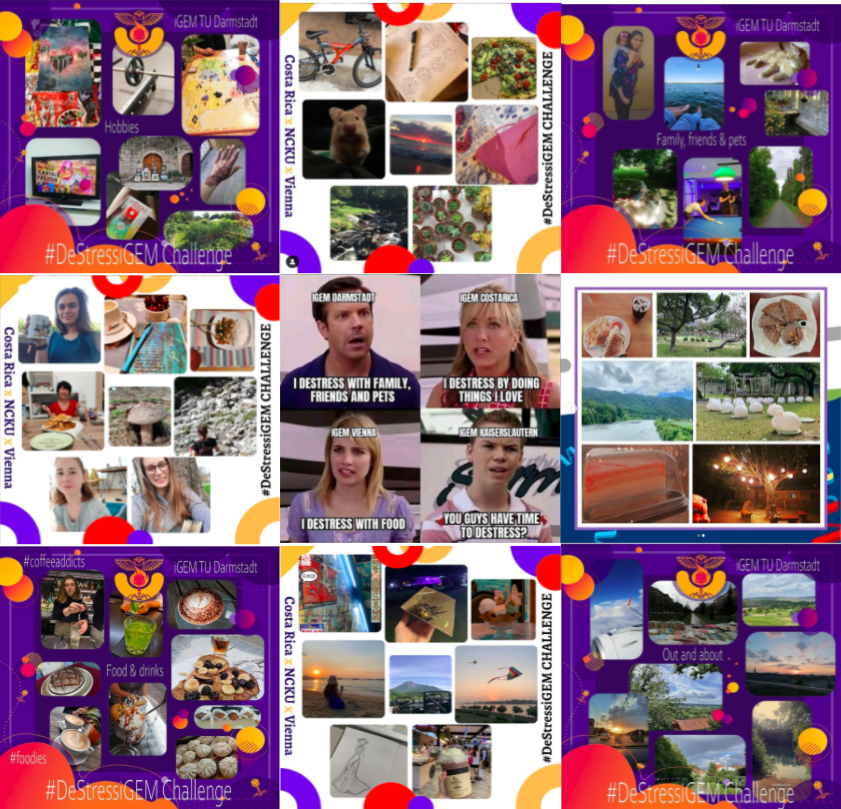 iGEM TU Darmstadt
Hobbies
#DeStressiGEM Challenge
Costa Rica x NCKU x Vienna
#DeStressiGEM CHALLENGE
iGEM TU Darmstadt
Family, friends & pets
#DeStressiGEM Challenge
Costa Rica x NCKU x Vienna
#DeStressiGEM CHALLENGE
IGEM DARMSTADT
I DESTRESS WITH FAMILY,
FRIENDS AND PETS
IGEM COSTARICA
I DESTRESS BY DOING
THINGS I LOVE
IGEM VIENNA
I DESTRESS WITH FOOD
IGEM KAISERSLAUTERN
YOU GUYS HAVE TIME
TO DESTRESS?
#coffeeaddicts
iGEM TU Darmstadt
Food & drinks
#foodies
#DeStressiGEM Challenge
Costa Rica x NCKU x Vienna
#DeStressiGEM CHALLENGE
iGEM TU Darmstadt
Out and about
#DeStressiGEM Challenge